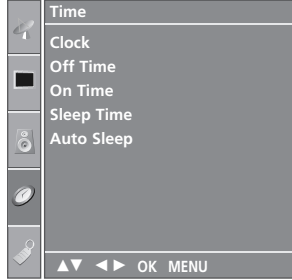 Time
Clock
Off Time
On Time
Sleep Time
Auto Sleep
▲▼ ◄► OK MENU